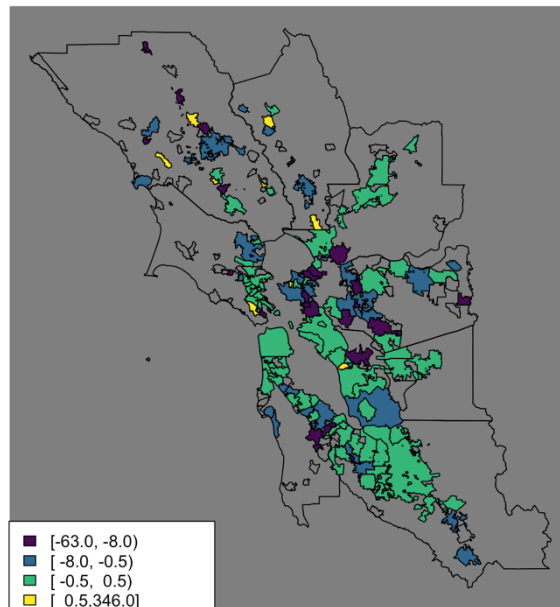 [-63.0, -8.0)
[ -8.0, -0.5)
[ -0.5,  0.5)
[  0.5,346.0]